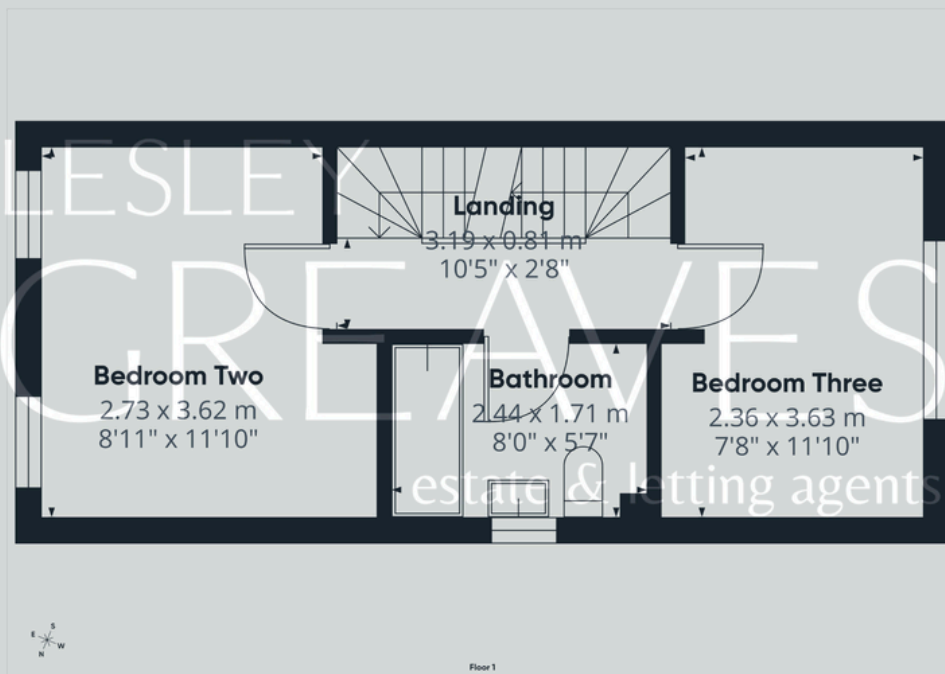 LESLEY
GREAVES
estate & letting agents
Landing
3.19 x 0.81 m
10'5" x 2'8"
Bedroom Two
2.73 x 3.62 m
8'11" x 11'10"
Bathroom
2.44 x 1.71 m
8'0" x 5'7"
Bedroom Three
2.36 x 3.63 m
7'8" x 11'10"
S
E
W
N
Floor 1